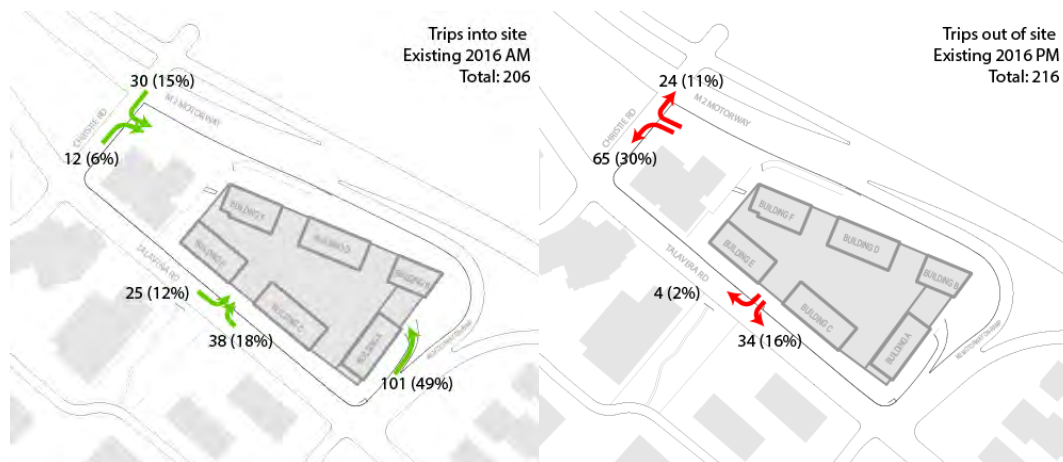 Trips into site
Existing 2016 AM
Total: 206
30 (15%)
M2 MOTORWAY
CHRISTIE RD
12 (6%)
BUILDING F
BUILDING D
BUILDING E
BUILDING B
TALAVERA RD
25 (12%)
BUILDING C
38 (18%)
BUILDING A
101 (49%)
Trips out of site
Existing 2016 PM
Total: 216
24 (11%)
M2 MOTORWAY
CHRISTIE RD
65 (30%)
BUILDING F
BUILDING D
BUILDING E
BUILDING B
TALAVERA RD
4 (2%)
BUILDING C
34 (16%)
BUILDING A